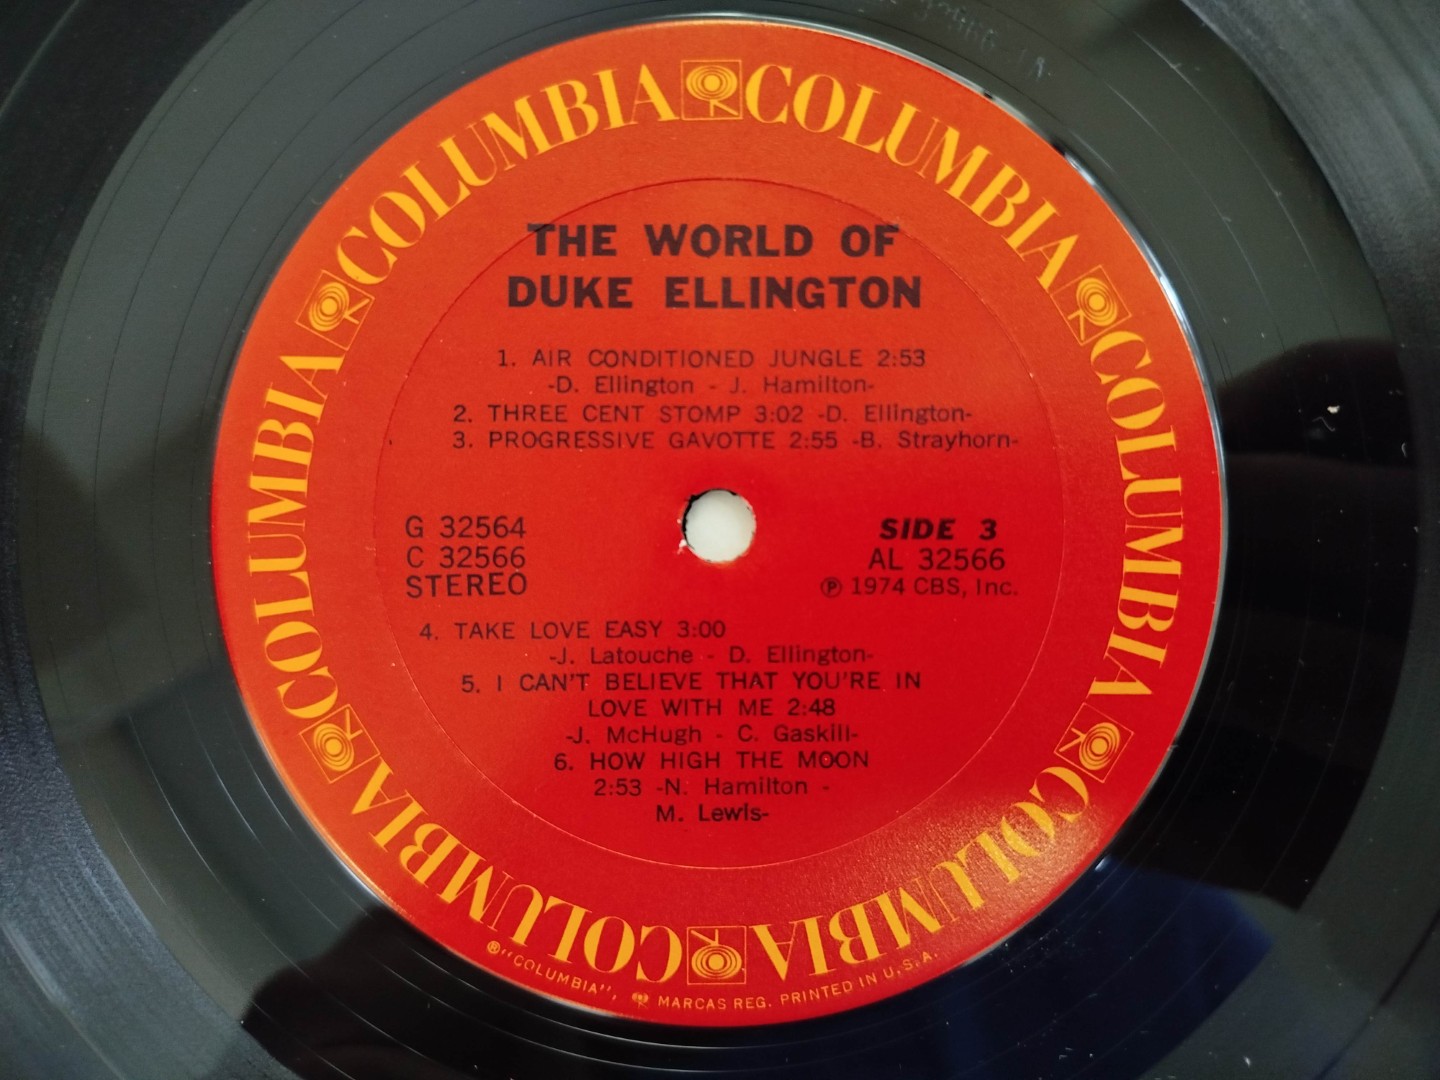 COLUMBIA COLUMBIA COLUMBIA COLUMBIA COLUMBIA COLUMBIA
THE WORLD OF
DUKE ELLINGTON
1. AIR CONDITIONED JUNGLE 2:53
-D. Ellington - J. Hamilton-
2. THREE CENT STOMP 3:02 -D. Ellington-
3. PROGRESSIVE GAVOTTE 2:55 -B. Strayhorn-
G 32564
C 32566
STEREO
SIDE 3
AL 32566
℗ 1974 CBS, Inc.
4. TAKE LOVE EASY 3:00
-J. Latouche - D. Ellington-
5. I CAN'T BELIEVE THAT YOU'RE IN
LOVE WITH ME 2:48
-J. McHugh - C. Gaskill-
6. HOW HIGH THE MOON
2:53 -N. Hamilton -
M. Lewis-
®"COLUMBIA", MARCAS REG. PRINTED IN U.S.A.